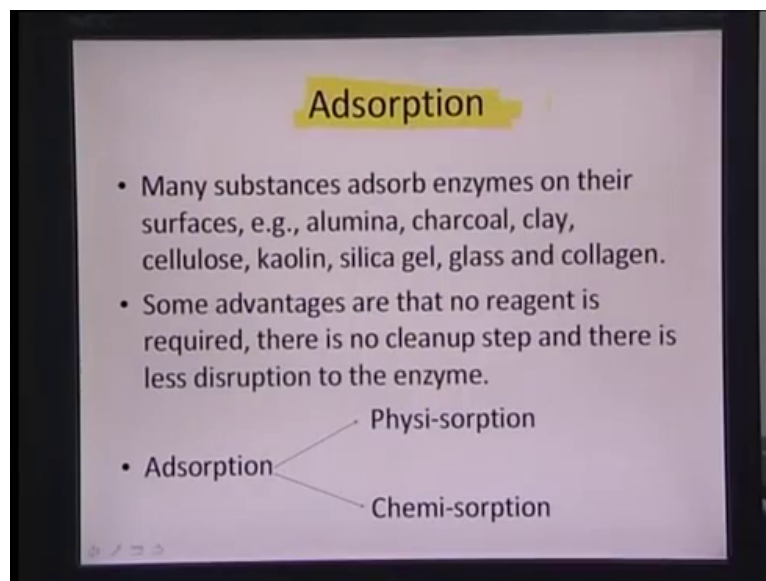 Adsorption
• Many substances adsorb enzymes on their
surfaces, e.g., alumina, charcoal, clay,
cellulose, kaolin, silica gel, glass and collagen.
• Some advantages are that no reagent is
required, there is no cleanup step and there is
less disruption to the enzyme.
Physi-sorption
• Adsorption
Chemi-sorption